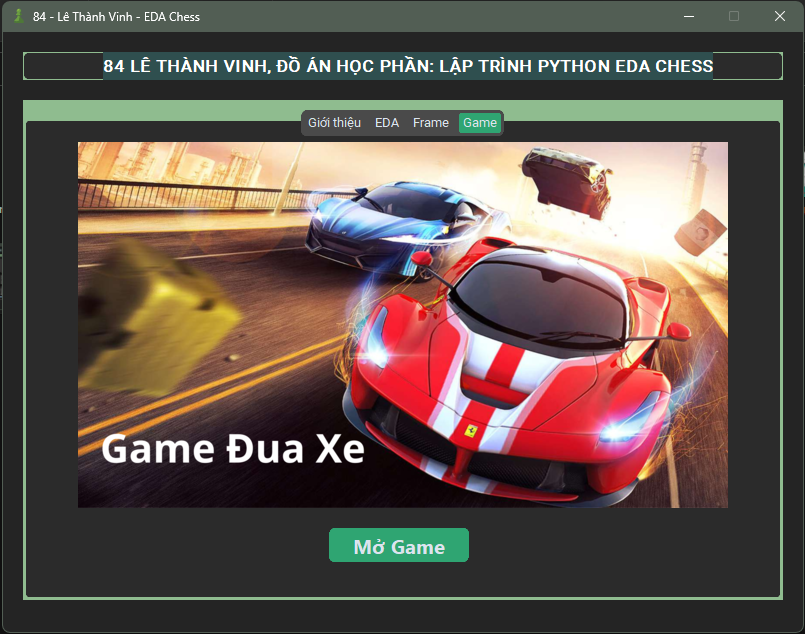 84 - Lê Thành Vinh - EDA Chess
84 LÊ THÀNH VINH, ĐỒ ÁN HỌC PHẦN: LẬP TRÌNH PYTHON EDA CHESS
Giới thiệu EDA Frame Game
Game Đua Xe
Mở Game